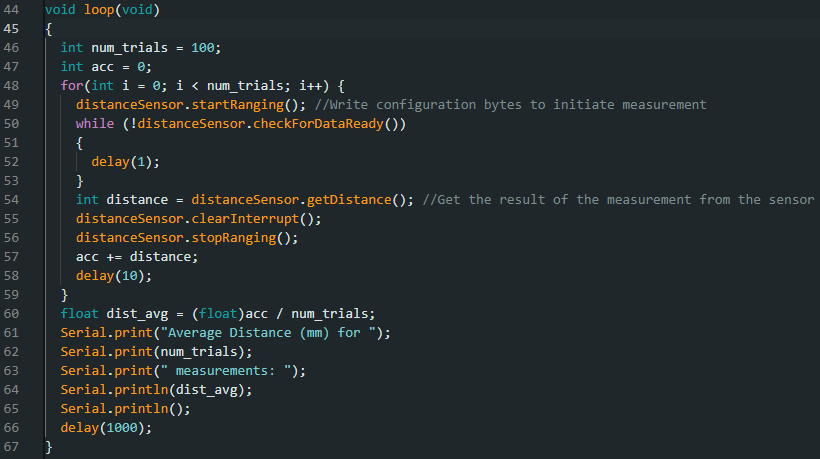 44 void loop(void)
45 {
46 int num_trials = 100;
47 int acc = 0;
48 for(int i = 0; i < num_trials; i++) {
49 distanceSensor.startRanging(); //Write configuration bytes to initiate measurement
50 while (!distanceSensor.checkForDataReady())
51 {
52 delay(1);
53 }
54 int distance = distanceSensor.getDistance(); //Get the result of the measurement from the sensor
55 distanceSensor.clearInterrupt();
56 distanceSensor.stopRanging();
57 acc += distance;
58 delay(10);
59 }
60 float dist_avg = (float)acc / num_trials;
61 Serial.print("Average Distance (mm) for ");
62 Serial.print(num_trials);
63 Serial.print(" measurements: ");
64 Serial.println(dist_avg);
65 Serial.println();
66 delay(1000);
67 }